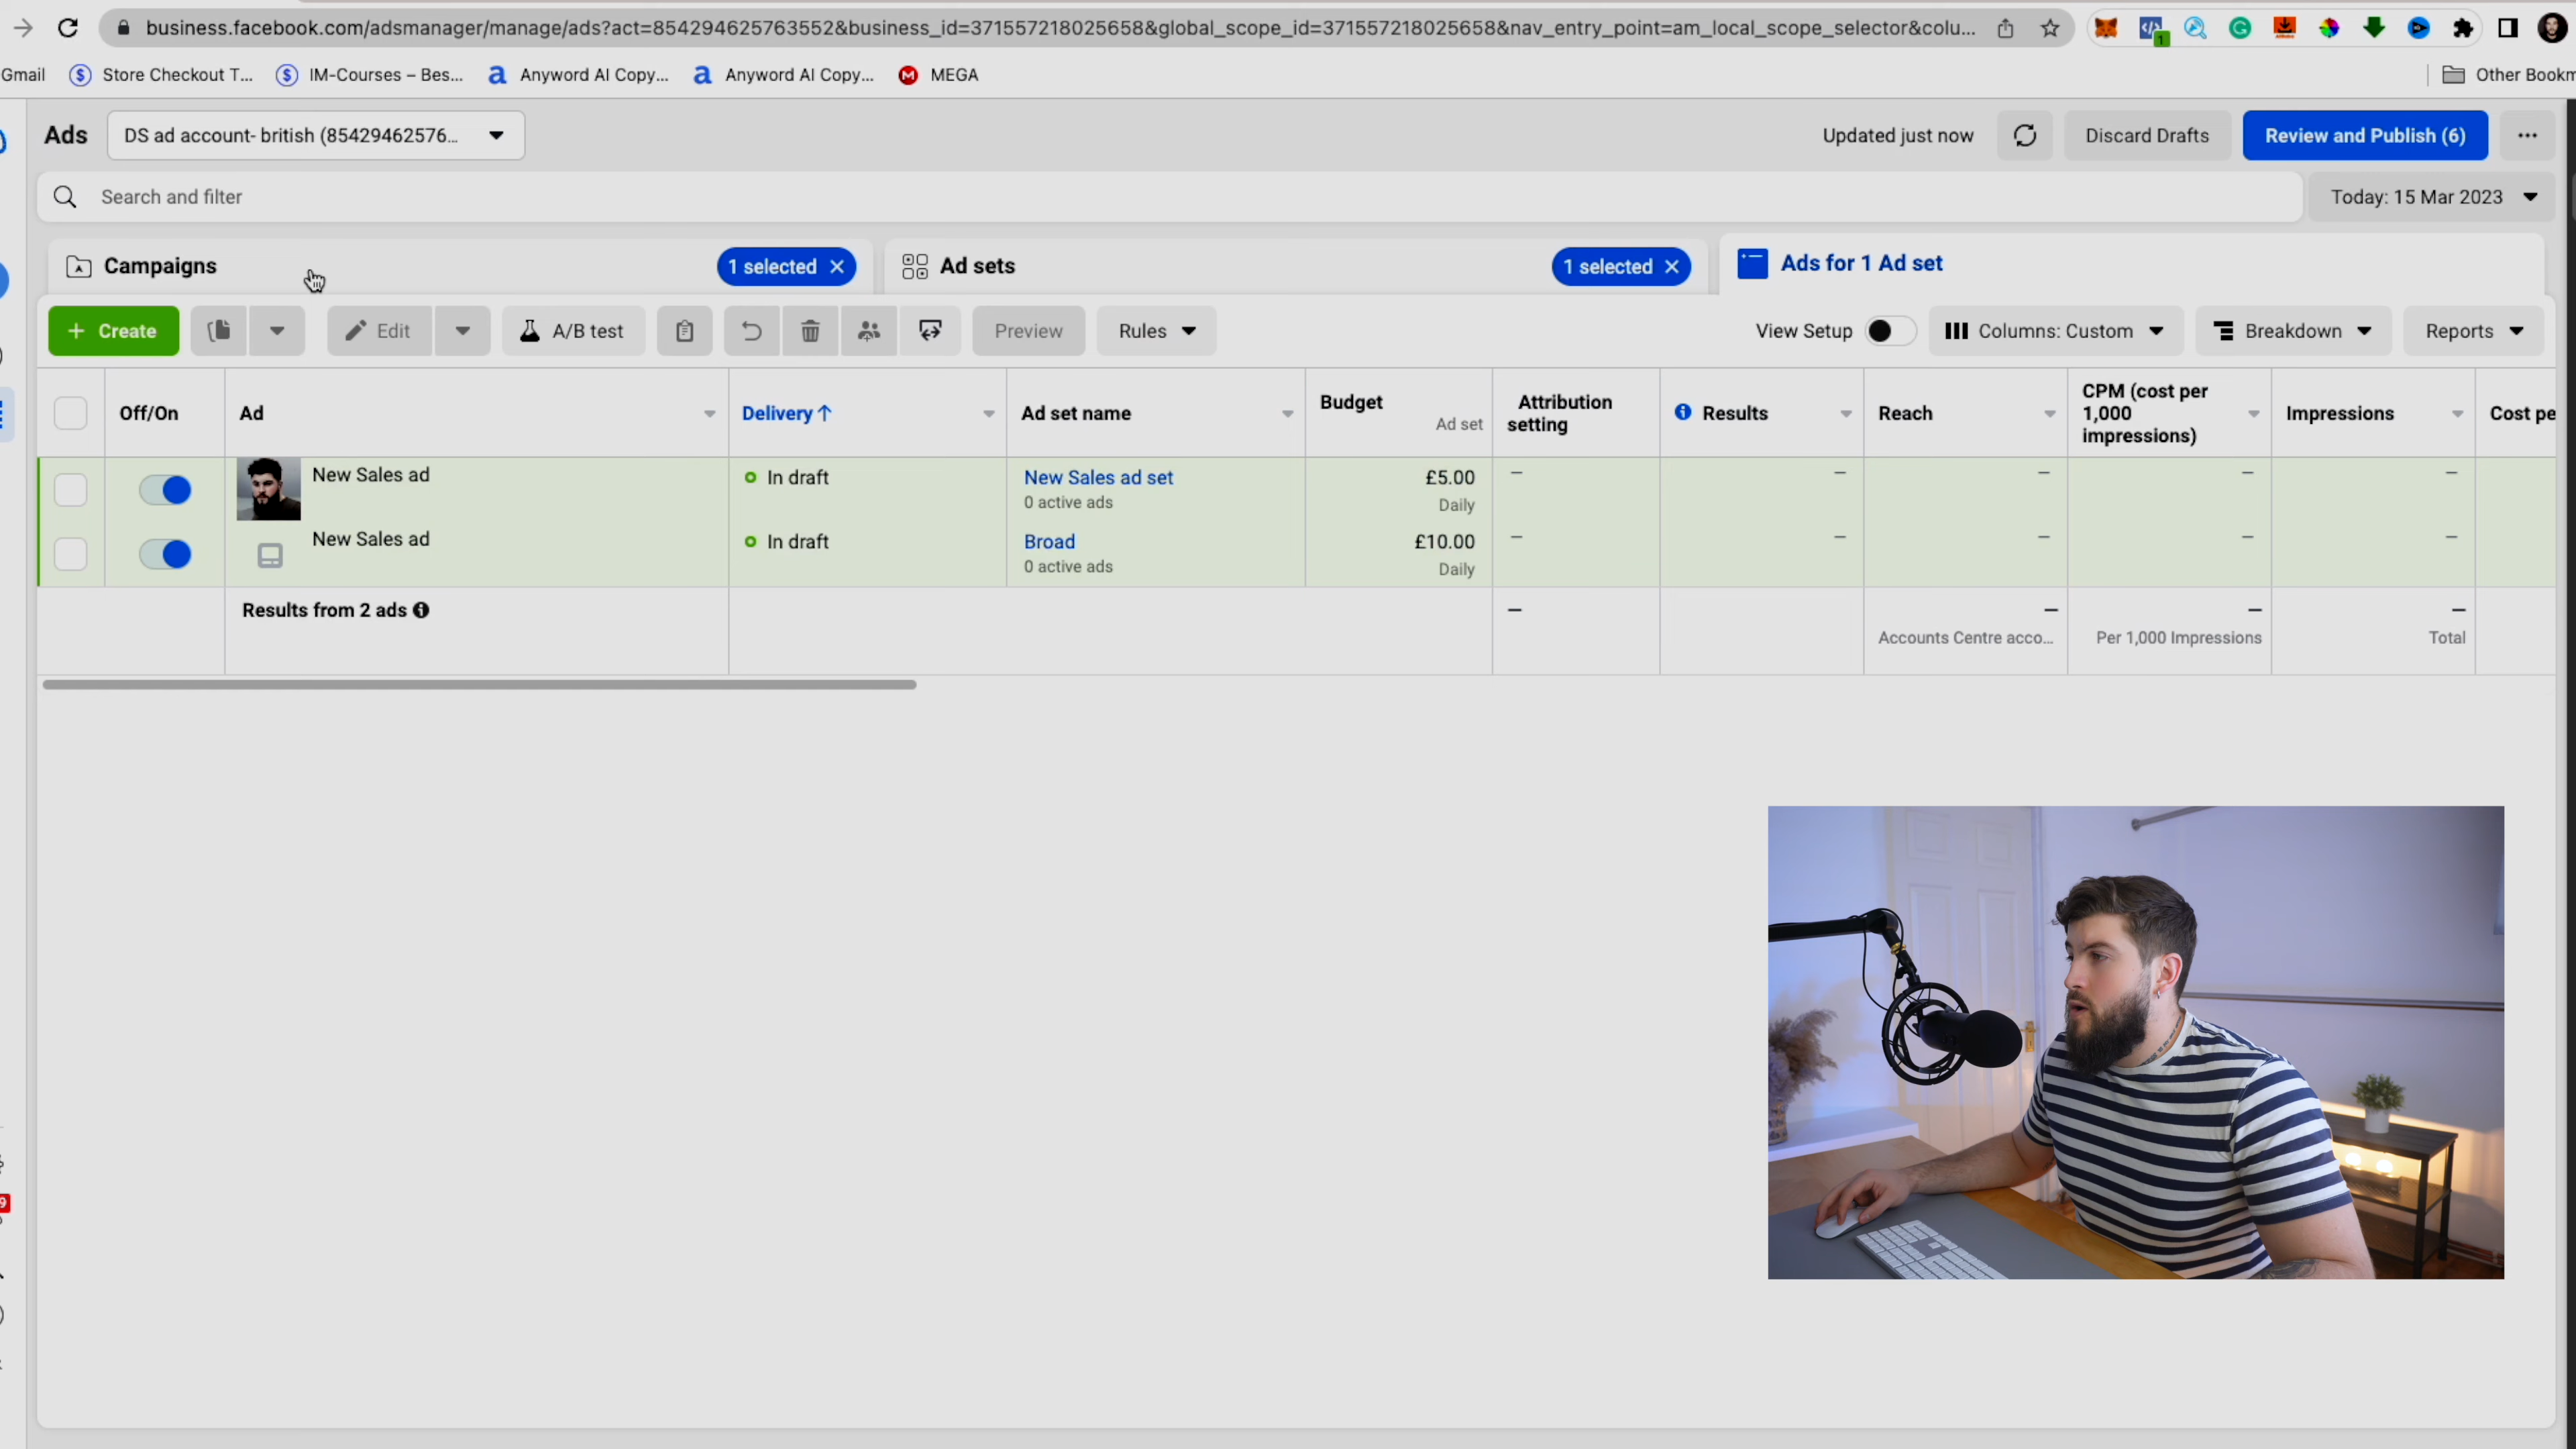 business.facebook.com/adsmanager/manage/ads?act=854294625763552&business_id=371557218025658&global_scope_id=371557218025658&nav_entry_point=am_local_scope_selector&colu...
1
Gmail
Store Checkout T...
IM-Courses – Bes...
Anyword AI Copy...
Anyword AI Copy...
MEGA
Other Bookm
Ads
DS ad account- british (85429462576...
Updated just now
Discard Drafts
Review and Publish (6)
Search and filter
Today: 15 Mar 2023
Campaigns
1 selected
Ad sets
1 selected
Ads for 1 Ad set
+ Create
Edit
A/B test
Preview
Rules
View Setup
Columns: Custom
Breakdown
Reports
Off/On
Ad
Delivery ↑
Ad set name
Budget
Ad set
Attribution
setting
Results
Reach
CPM (cost per
1,000
impressions)
Impressions
Cost pe
New Sales ad
In draft
New Sales ad set
0 active ads
£5.00
Daily
–
–
–
–
–
New Sales ad
In draft
Broad
0 active ads
£10.00
Daily
–
–
–
–
–
Results from 2 ads
–
–
Accounts Centre acco...
–
Per 1,000 Impressions
–
Total
9